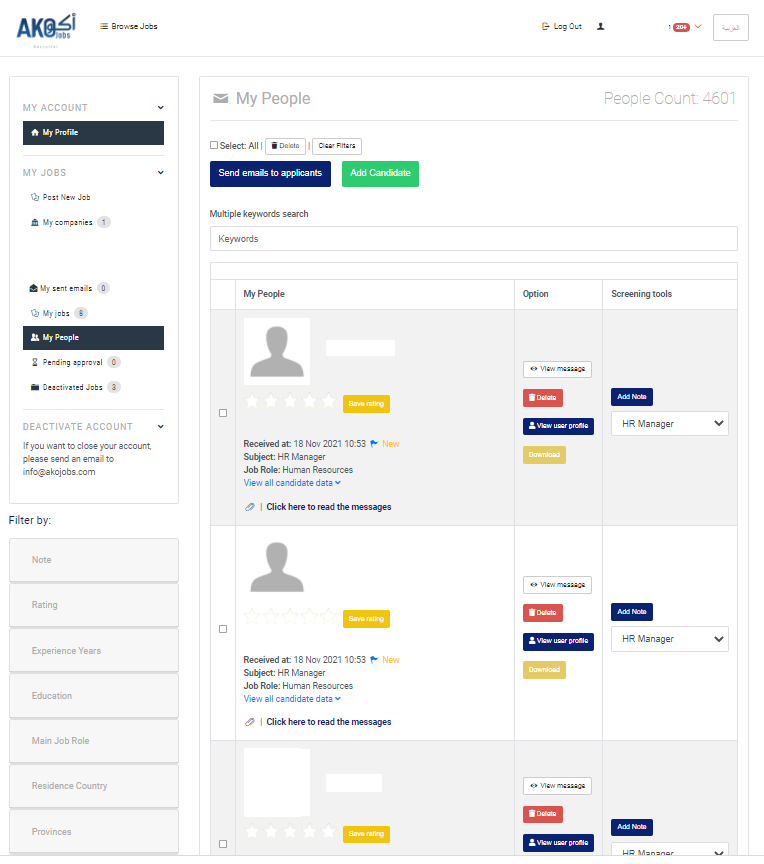 AKO أكو
Jobs
Browse Jobs
Log Out
20+
العربية
MY ACCOUNT
My Profile
MY JOBS
Post New Job
My companies 1
My sent emails 0
My jobs 8
My People
Pending approval 0
Deactivated Jobs 3
DEACTIVATE ACCOUNT
If you want to close your account,
please send an email to
info@akojobs.com
Filter by:
Note
Rating
Experience Years
Education
Main Job Role
Residence Country
Provinces
My People
People Count: 4601
Select: All | Delete | Clear Filters
Send emails to applicants Add Candidate
Multiple keywords search
Keywords
My People Option Screening tools
Save rating
Received at: 18 Nov 2021 10:53 New
Subject: HR Manager
Job Role: Human Resources
View all candidate data
| Click here to read the messages
View message
Delete
View user profile
Download
Add Note
HR Manager
Save rating
Received at: 18 Nov 2021 10:53 New
Subject: HR Manager
Job Role: Human Resources
View all candidate data
| Click here to read the messages
View message
Delete
View user profile
Download
Add Note
HR Manager
Save rating
View message
Delete
View user profile
Add Note
HR Manager